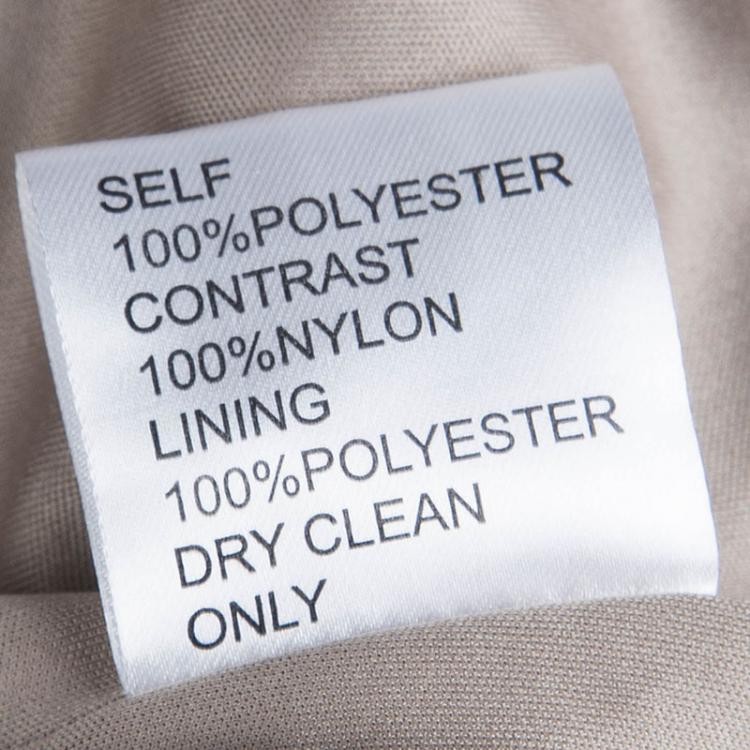 SELF
100%POLYESTER
CONTRAST
100%NYLON
LINING
100%POLYESTER
DRY CLEAN
ONLY